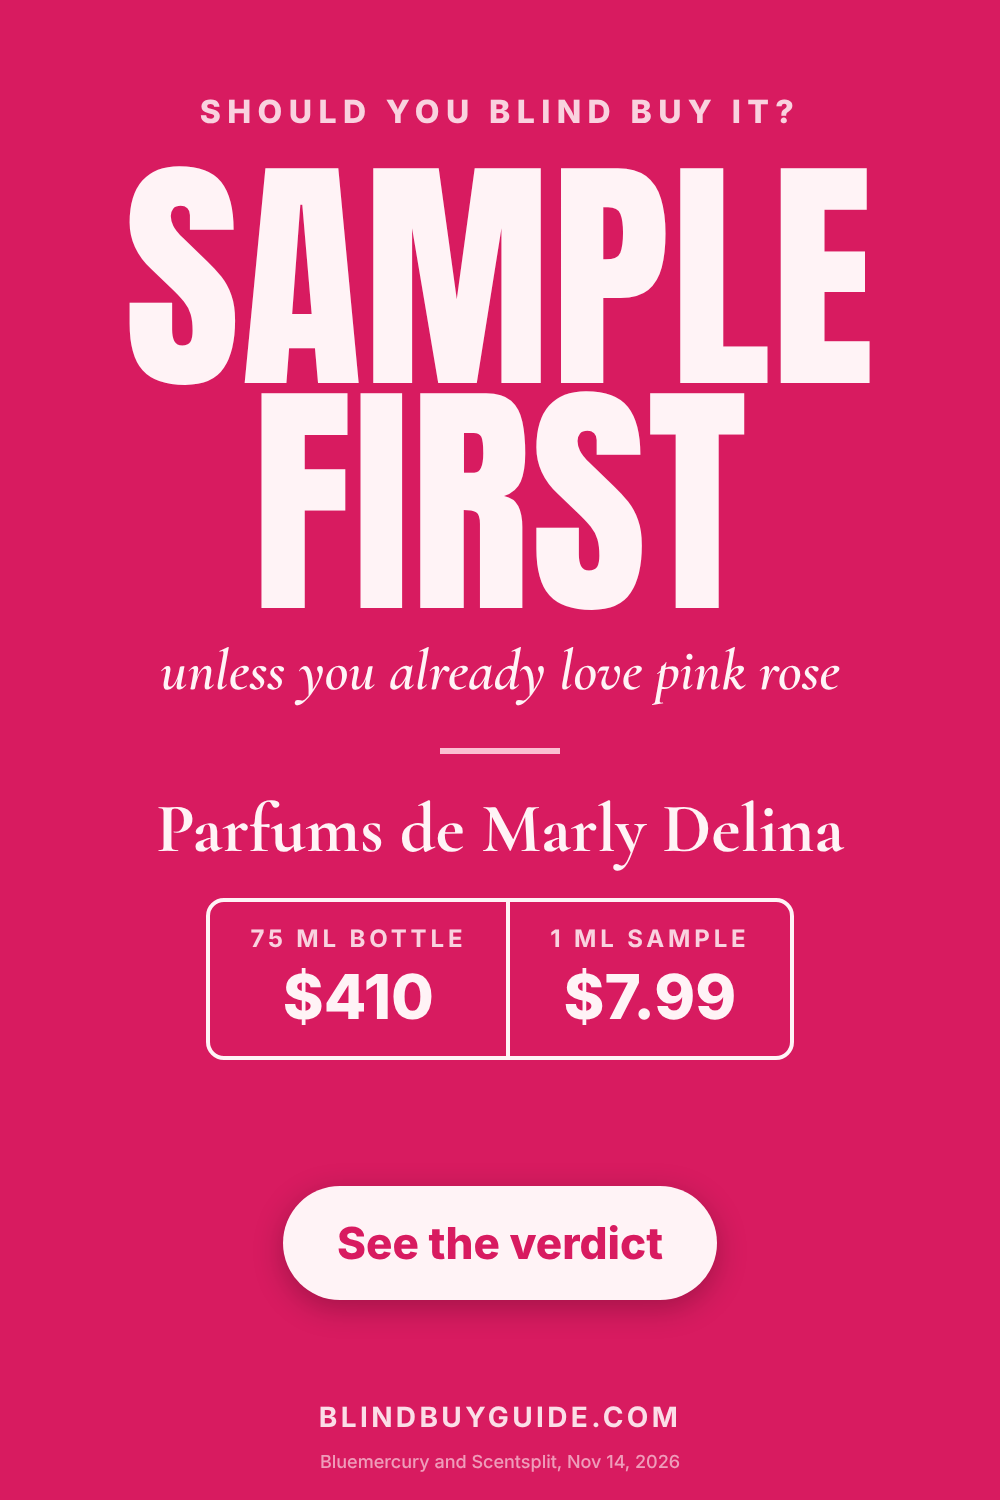 SHOULD YOU BLIND BUY IT?
SAMPLE
FIRST
unless you already love pink rose
Parfums de Marly Delina
75 ML BOTTLE
$410
1 ML SAMPLE
$7.99
See the verdict
BLINDBUYGUIDE.COM
Bluemercury and Scentsplit, Nov 14, 2026